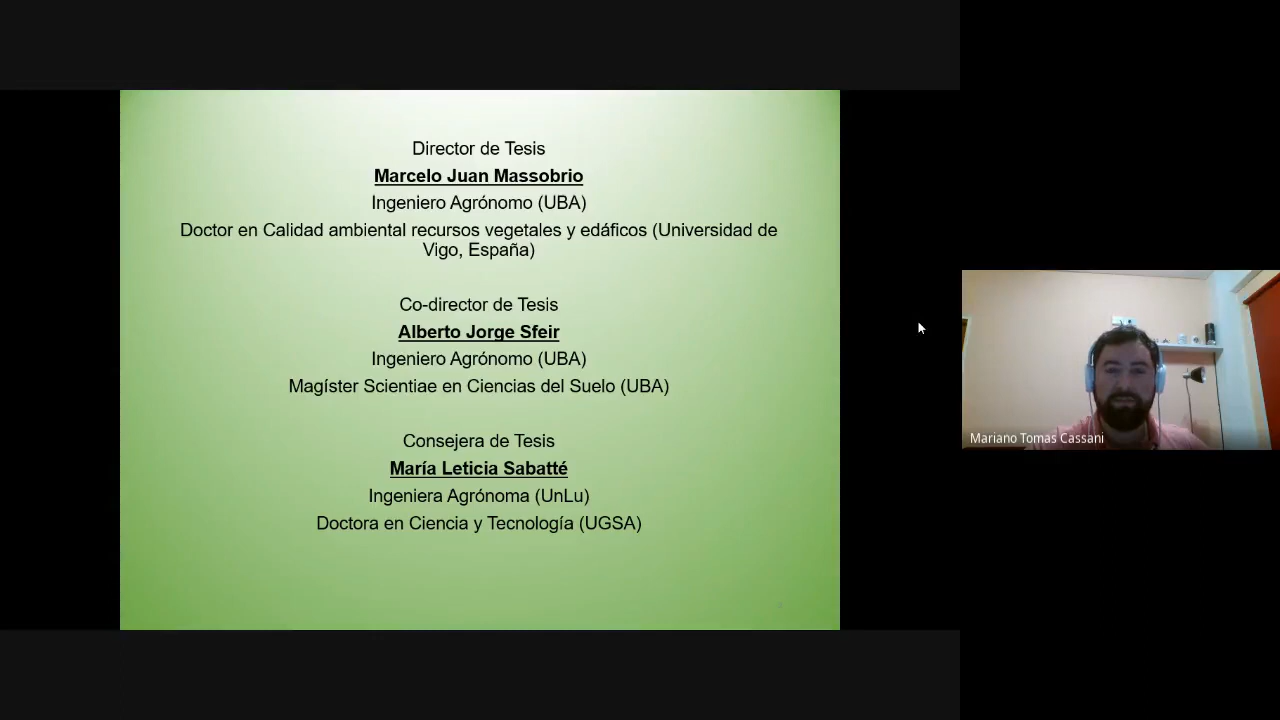 Director de Tesis
Marcelo Juan Massobrio
Ingeniero Agrónomo (UBA)
Doctor en Calidad ambiental recursos vegetales y edáficos (Universidad de
Vigo, España)
Co-director de Tesis
Alberto Jorge Sfeir
Ingeniero Agrónomo (UBA)
Magíster Scientiae en Ciencias del Suelo (UBA)
Consejera de Tesis
María Leticia Sabatté
Ingeniera Agrónoma (UnLu)
Doctora en Ciencia y Tecnología (UGSA)
Mariano Tomas Cassani